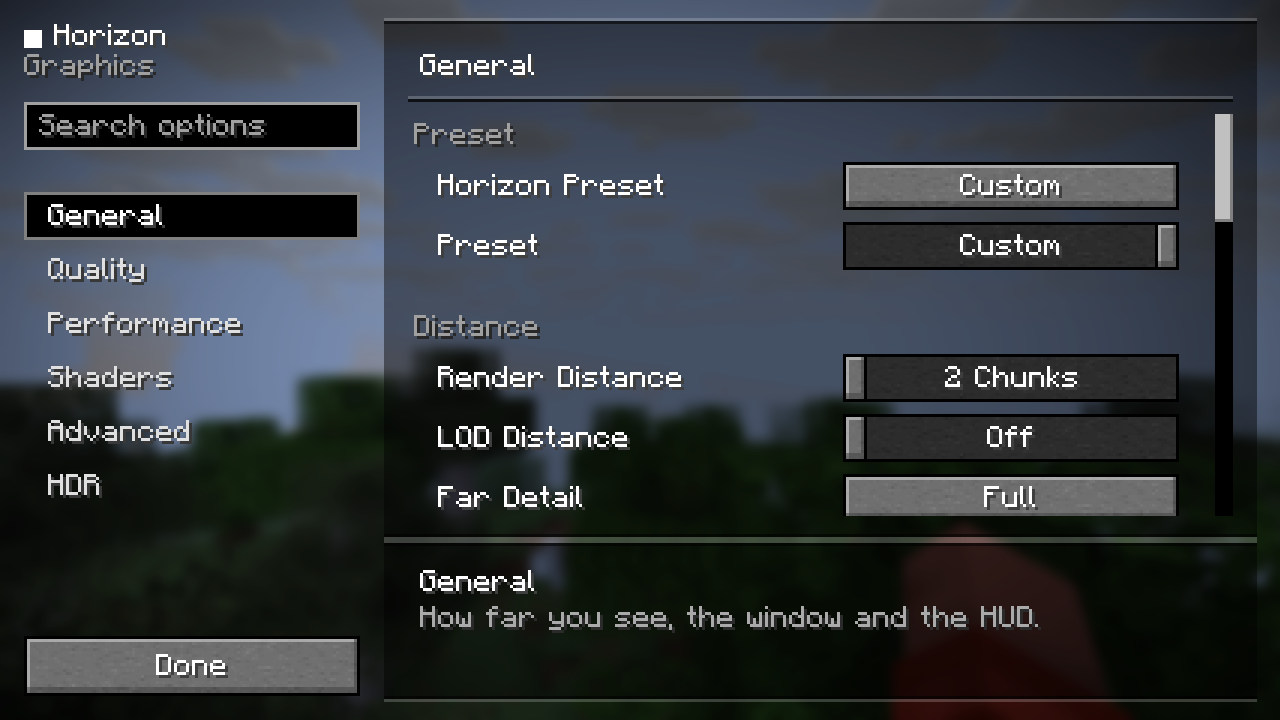 Horizon
Graphics
Search options
General
Quality
Performance
Shaders
Advanced
HDR
Done
General
Preset
Horizon Preset
Custom
Preset
Custom
Distance
Render Distance
2 Chunks
LOD Distance
Off
Far Detail
Full
General
How far you see, the window and the HUD.